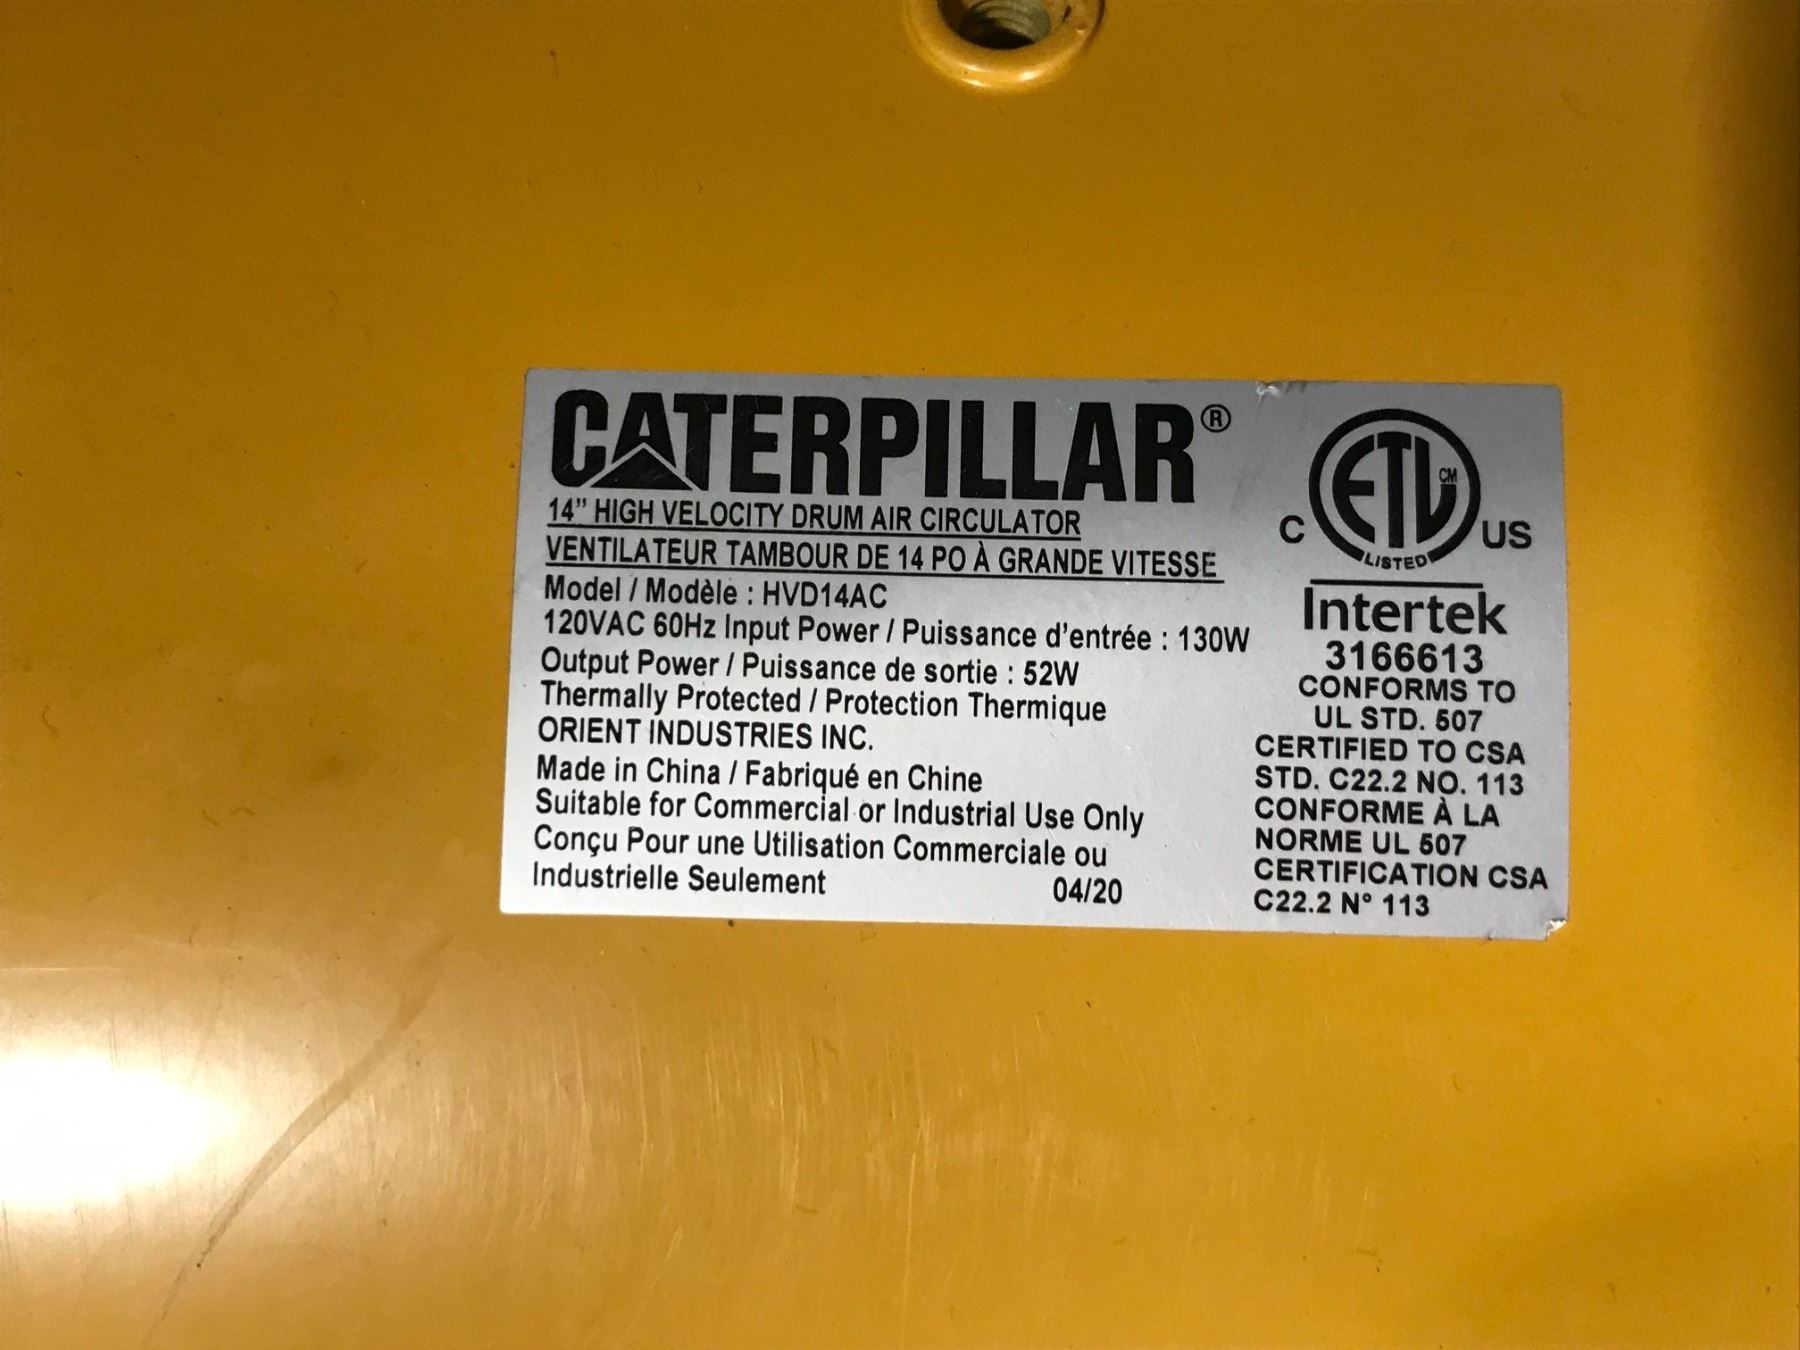 CATERPILLAR®
14” HIGH VELOCITY DRUM AIR CIRCULATOR
VENTILATEUR TAMBOUR DE 14 PO À GRANDE VITESSE
Model / Modèle : HVD14AC
120VAC 60Hz Input Power / Puissance d’entrée : 130W
Output Power / Puissance de sortie : 52W
Thermally Protected / Protection Thermique
ORIENT INDUSTRIES INC.
Made in China / Fabriqué en Chine
Suitable for Commercial or Industrial Use Only
Conçu Pour une Utilisation Commerciale ou
Industrielle Seulement 04/20
C ETL CM US
LISTED
Intertek
3166613
CONFORMS TO
UL STD. 507
CERTIFIED TO CSA
STD. C22.2 NO. 113
CONFORME À LA
NORME UL 507
CERTIFICATION CSA
C22.2 N° 113